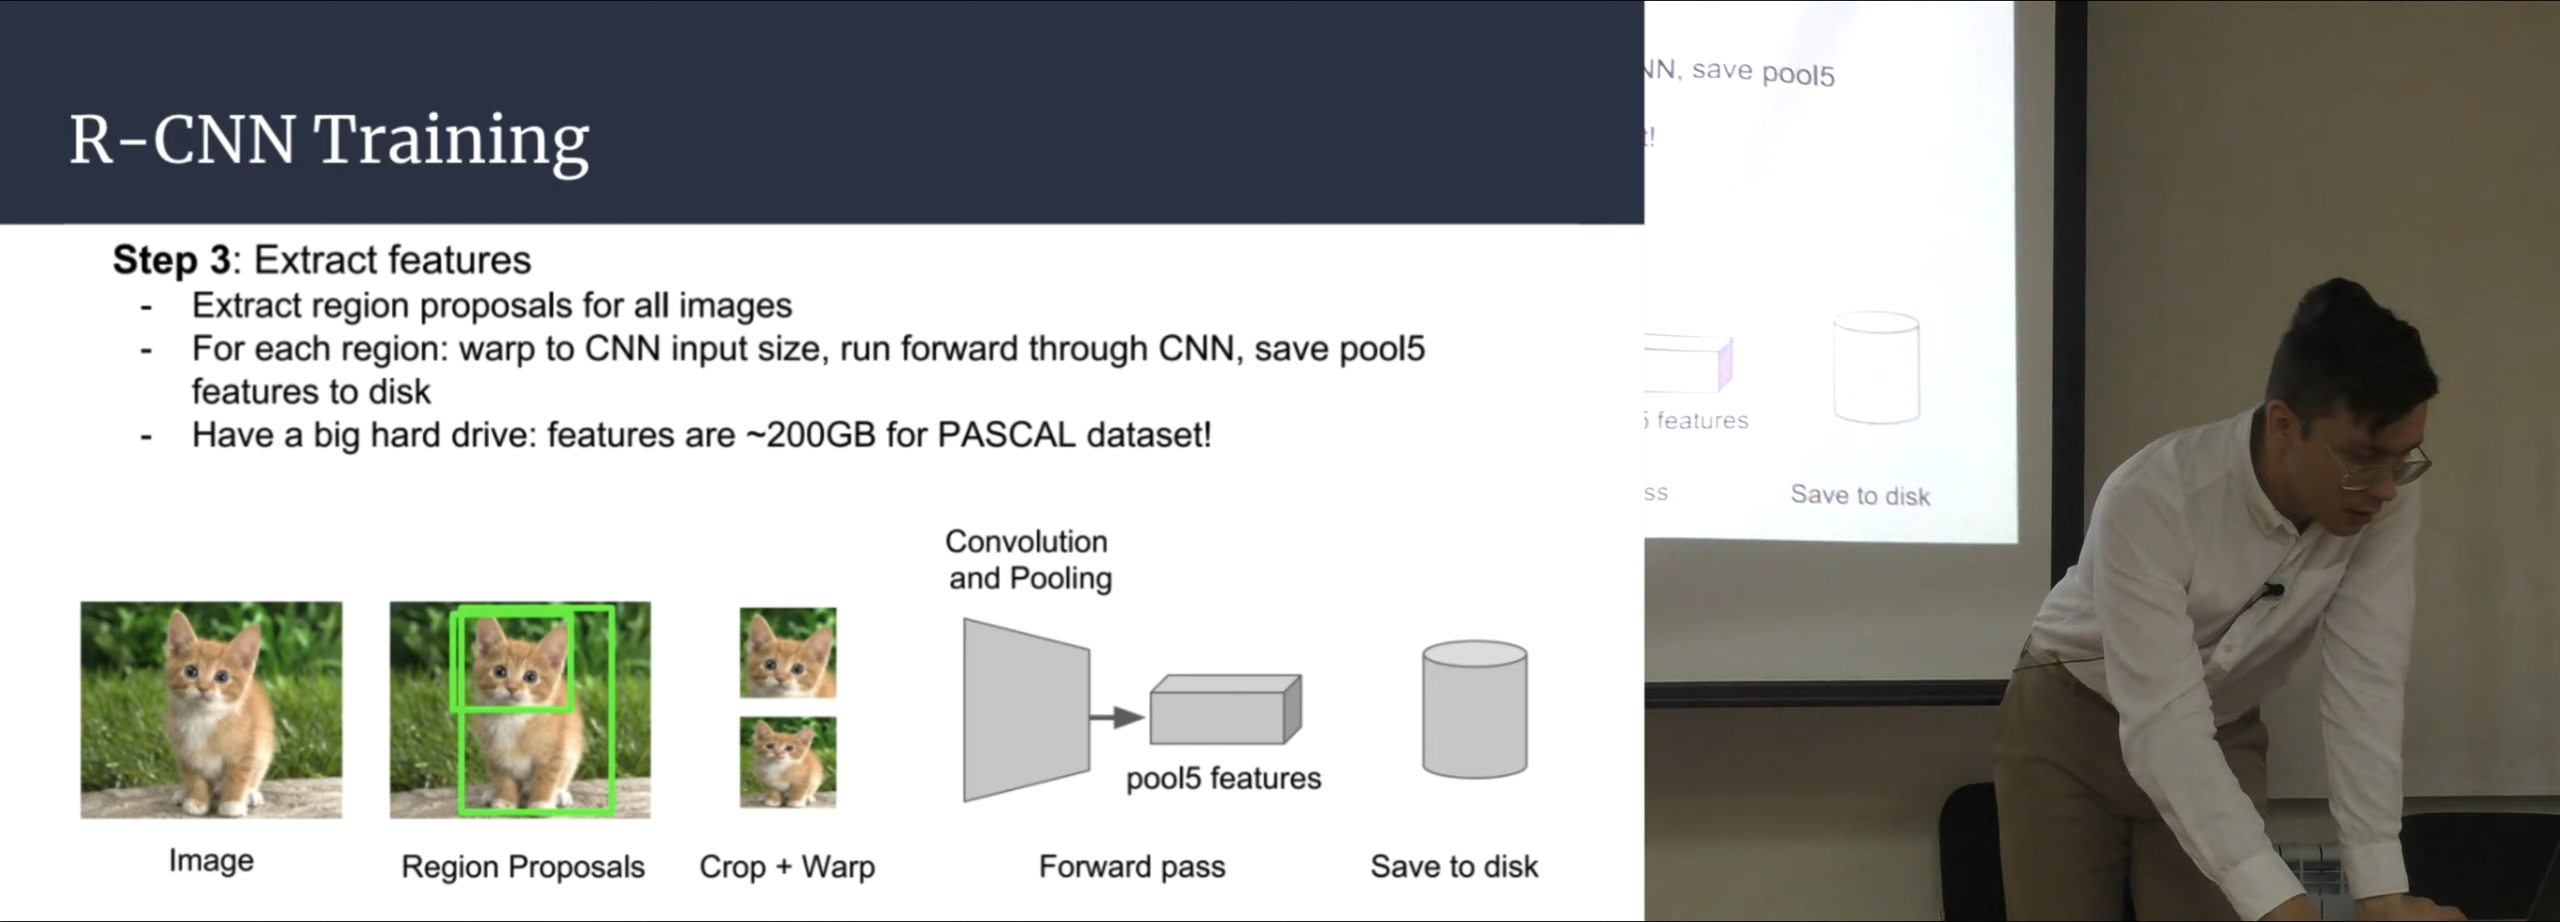 R-CNN Training
Step 3: Extract features
- Extract region proposals for all images
- For each region: warp to CNN input size, run forward through CNN, save pool5
features to disk
- Have a big hard drive: features are ~200GB for PASCAL dataset!
Convolution
and Pooling
pool5 features
Image
Region Proposals
Crop + Warp
Forward pass
Save to disk
NN, save pool5
t!
5 features
ss
Save to disk